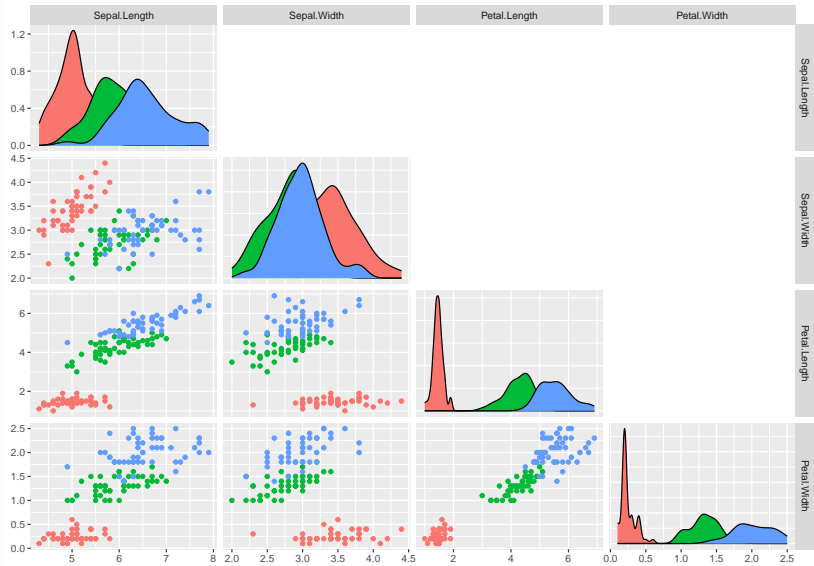 Sepal.Length Sepal.Width Petal.Length Petal.Width
1.2
0.8
0.4
0.0
Sepal.Length
4.5
4.0
3.5
3.0
2.5
2.0
Sepal.Width
6
4
2
Petal.Length
2.5
2.0
1.5
1.0
0.5
0.0
Petal.Width
5 6 7 8
2.0 2.5 3.0 3.5 4.0 4.5
2 4 6
0.0 0.5 1.0 1.5 2.0 2.5